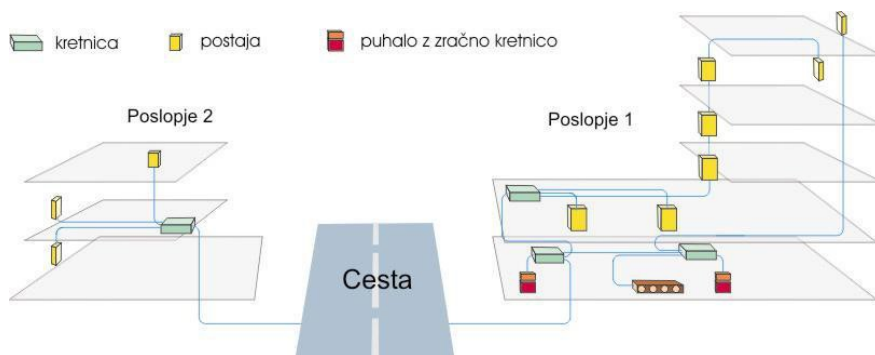 kretnica
postaja
puhalo z zračno kretnico
Poslopje 2
Poslopje 1
Cesta